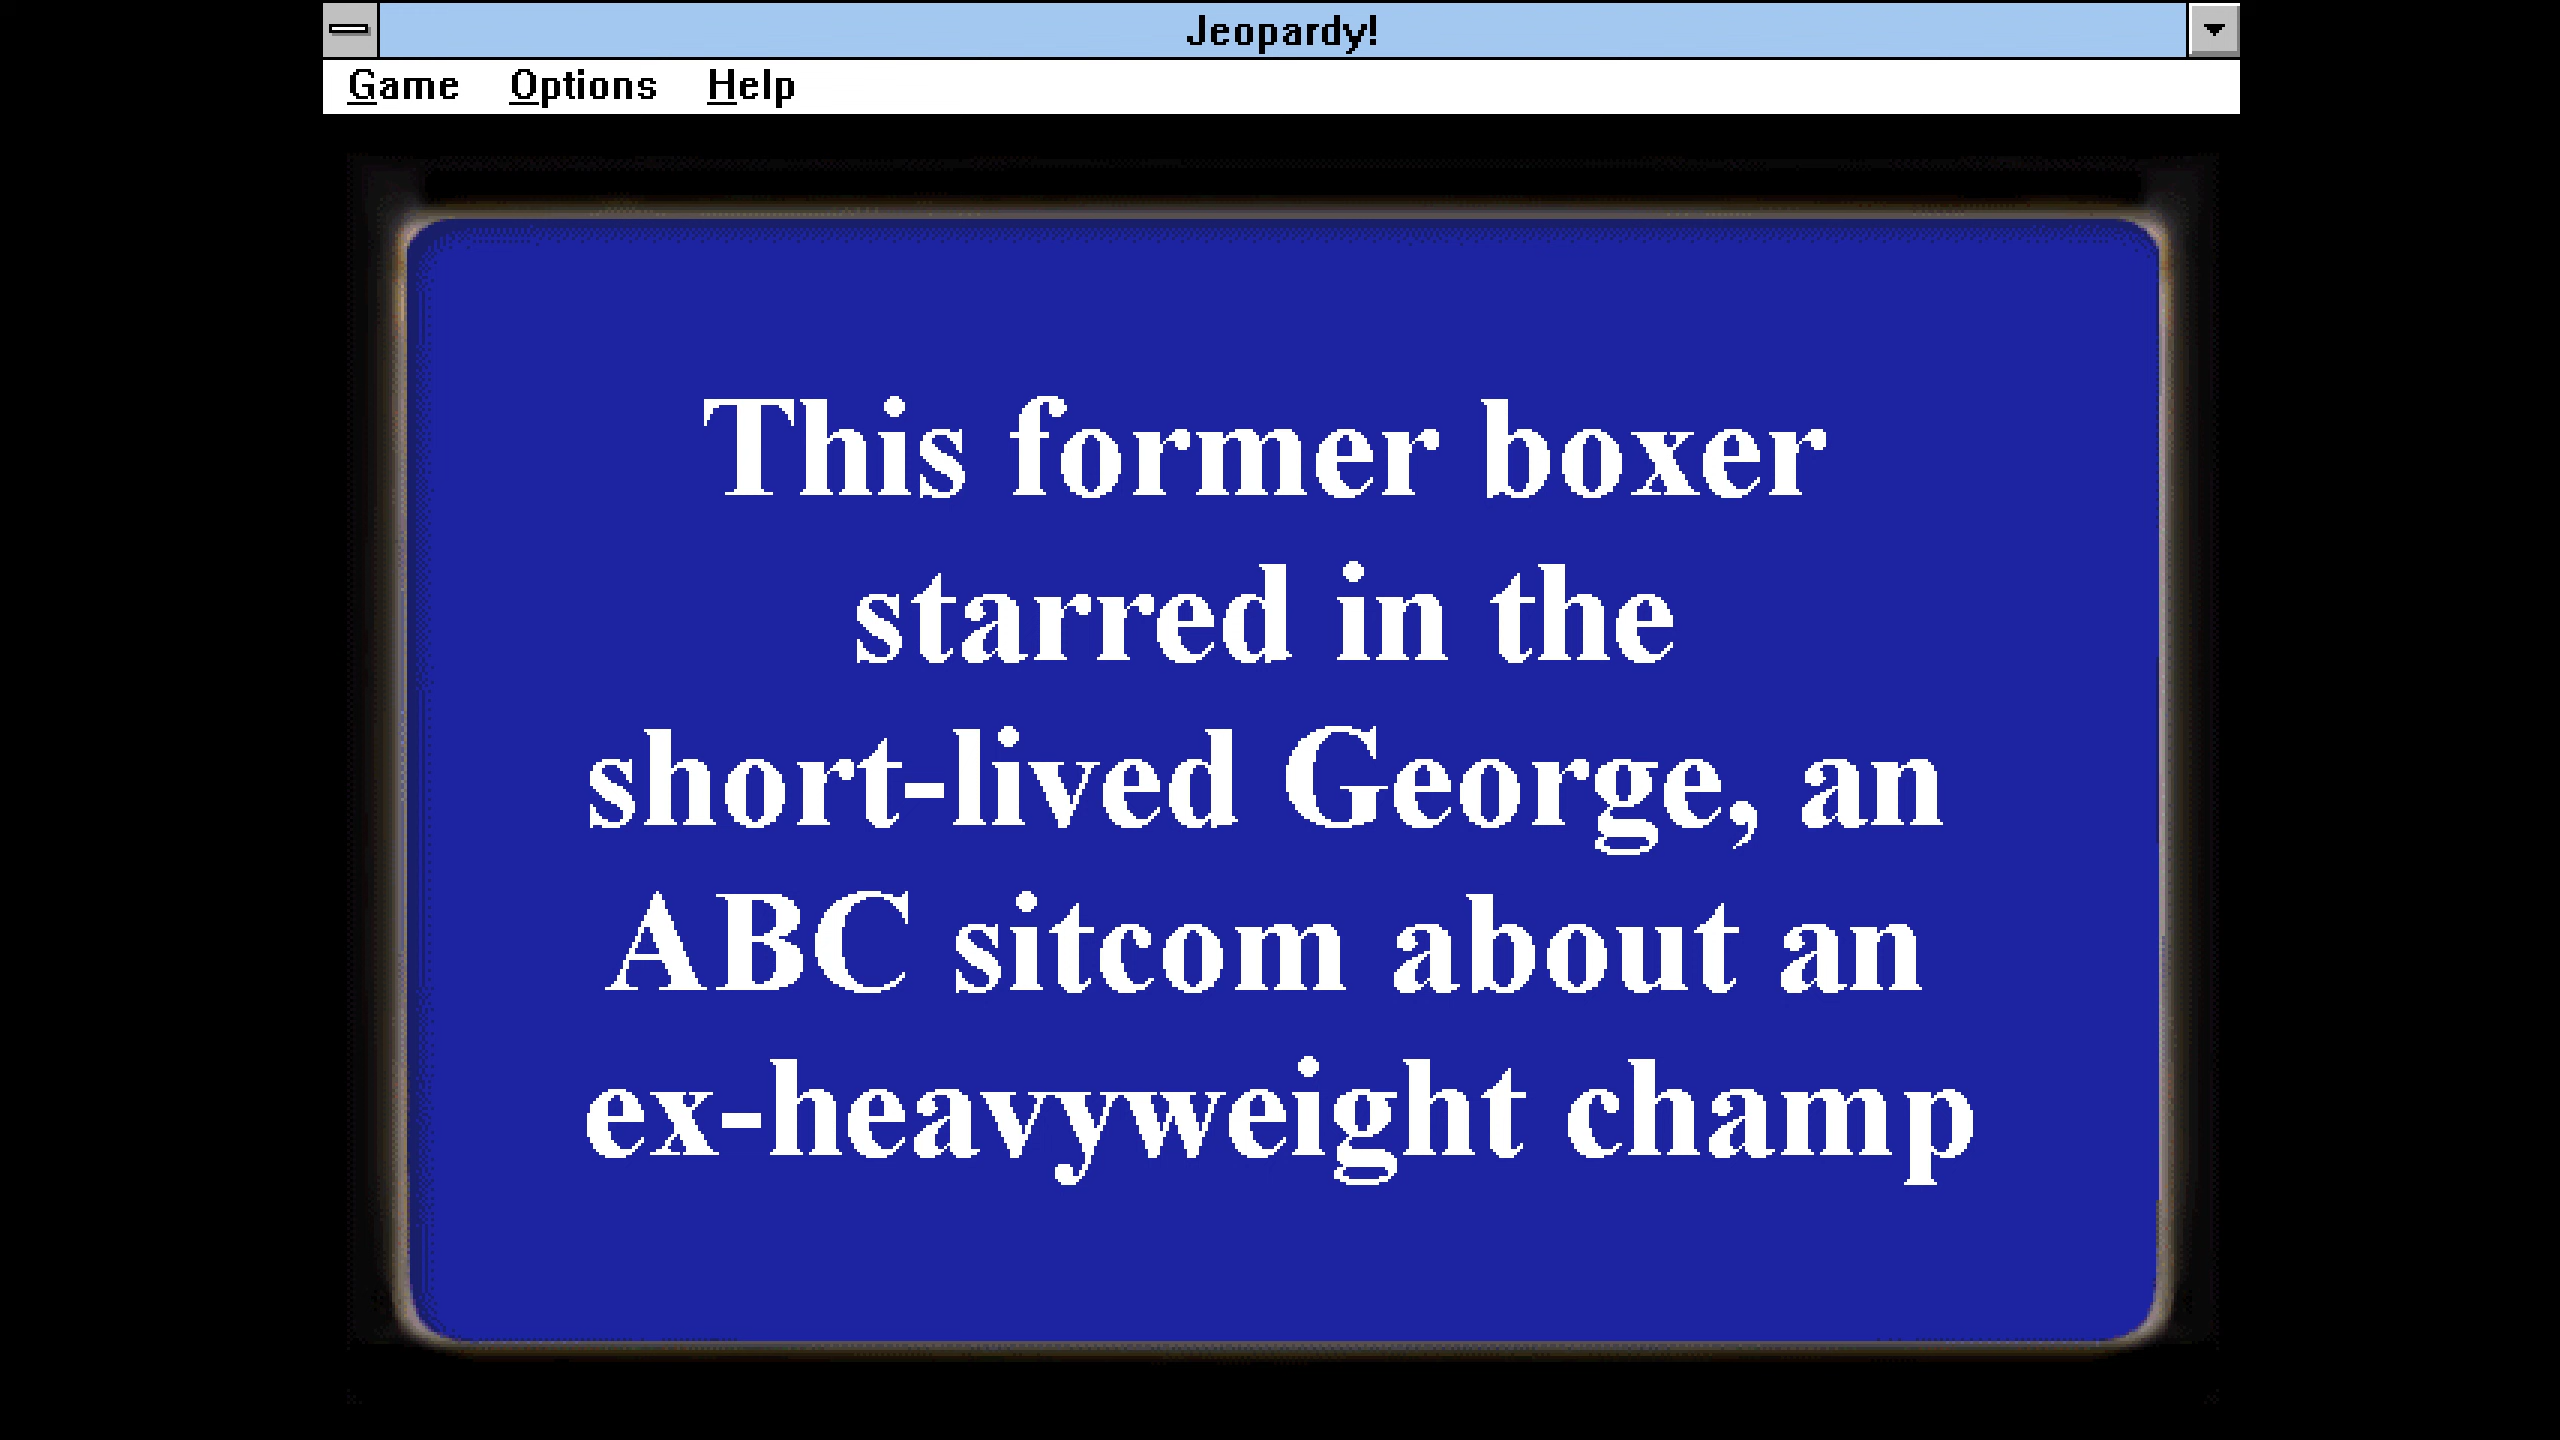 Jeopardy!
Game Options Help
This former boxer
starred in the
short-lived George, an
ABC sitcom about an
ex-heavyweight champ